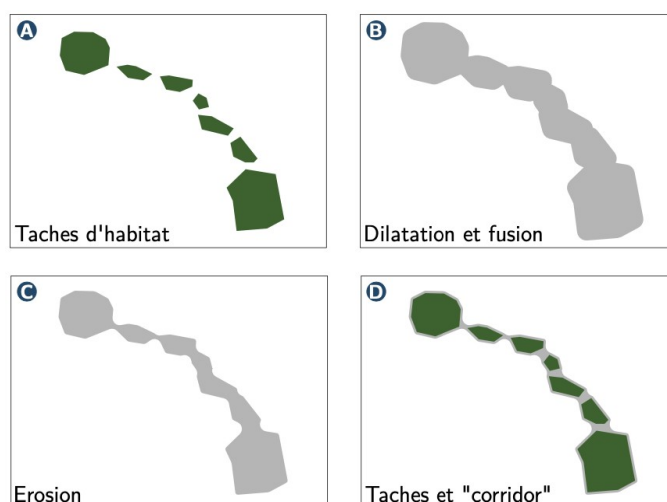 A
Taches d'habitat
B
Dilatation et fusion
C
Erosion
D
Taches et "corridor"